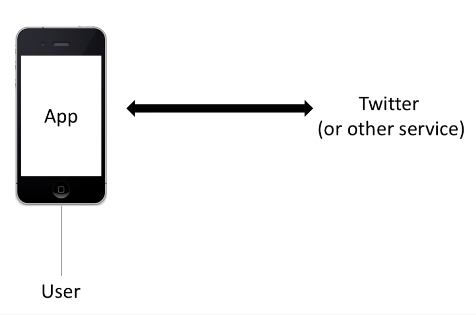 App
Twitter
(or other service)
User